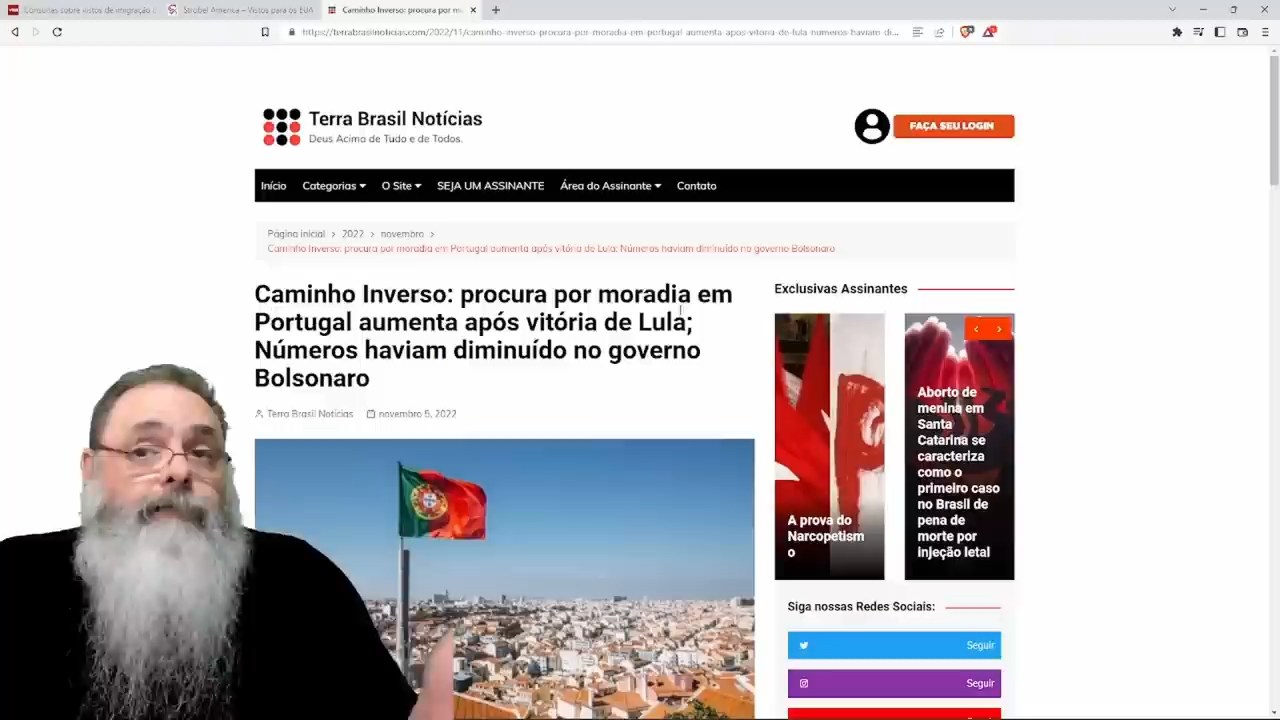 Consultas sobre vistos de imigração
Strobel America – Vistos para os EUA
Caminho Inverso: procura por mo
https://terrabrasilnoticias.com/2022/11/caminho-inverso-procura-por-moradia-em-portugal-aumenta-apos-vitoria-de-lula-numeros-haviam-di...
Terra Brasil Notícias
Deus Acima de Tudo e de Todos.
FAÇA SEU LOGIN
Início Categorias O Site SEJA UM ASSINANTE Área do Assinante Contato
Página inicial > 2022 > novembro >
Caminho Inverso: procura por moradia em Portugal aumenta após vitória de Lula; Números haviam diminuído no governo Bolsonaro
Caminho Inverso: procura por moradia em
Portugal aumenta após vitória de Lula;
Números haviam diminuído no governo
Bolsonaro
Terra Brasil Notícias novembro 5, 2022
Exclusivas Assinantes
A prova do
Narcopetism
o
Aborto de
menina em
Santa
Catarina se
caracteriza
como o
primeiro caso
no Brasil de
pena de
morte por
injeção letal
Siga nossas Redes Sociais:
Seguir
Seguir